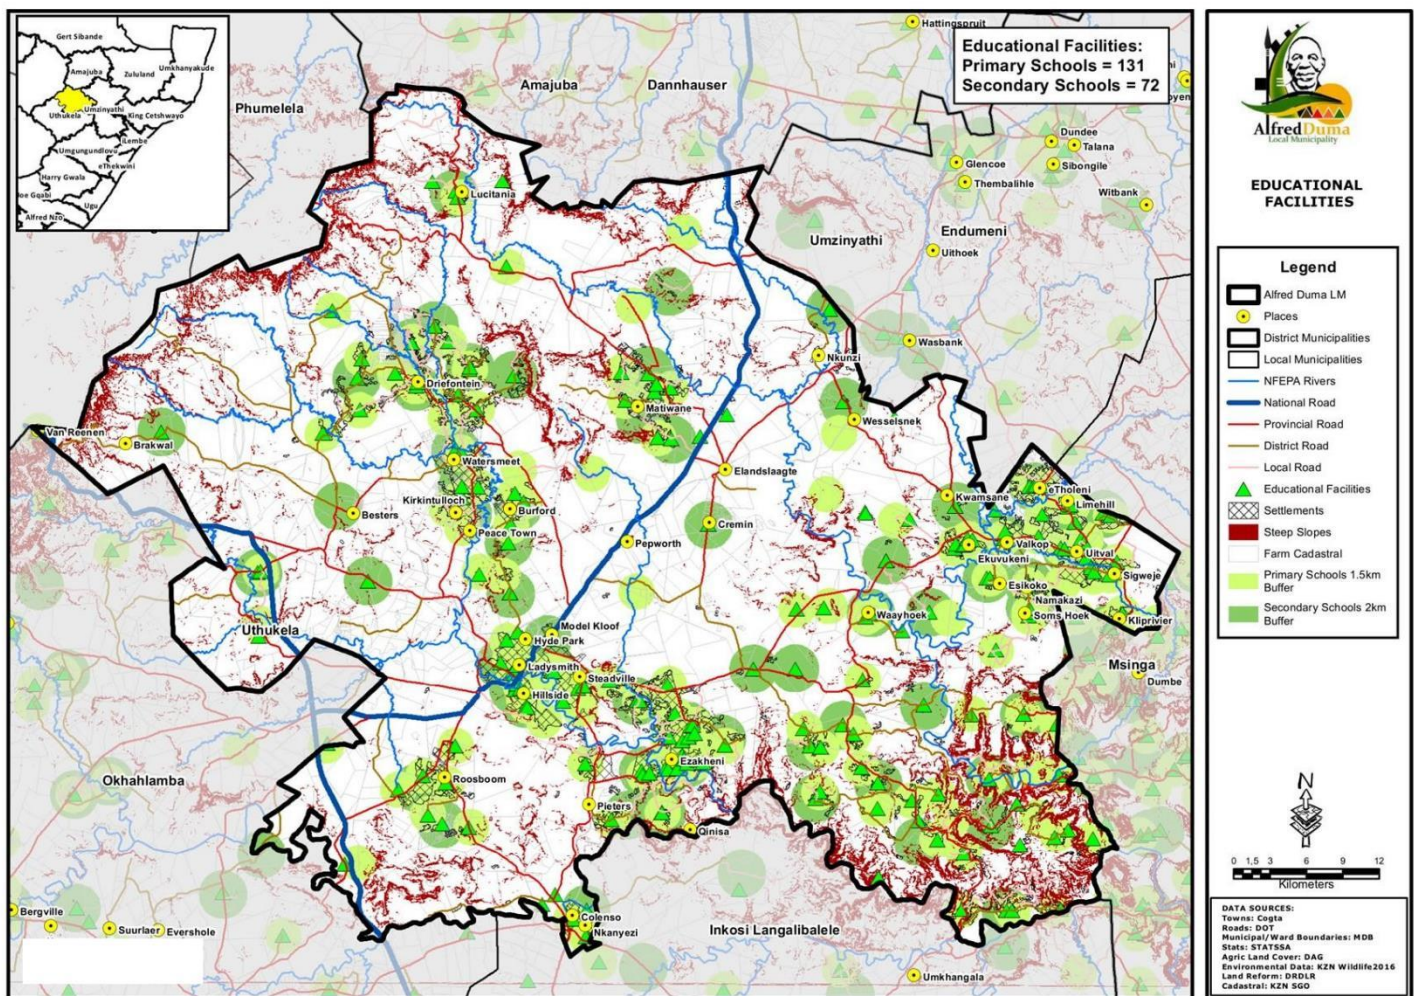 Gert Sibande
Umkhanyakude
Amajuba
Zululand
Uthukela
Umzinyathi
King Cetshwayo
iLembe
Umgungundlovu
eThekwini
Harry Gwala
Joe Gqabi
Ugu
Alfred Nzo
Educational Facilities:
Primary Schools = 131
Secondary Schools = 72
Hattingspruit
Phumelela
Amajuba
Dannhauser
Dundee
Talana
Glencoe
Sibongile
Thembalihle
Witbank
Lucitania
Umzinyathi
Endumeni
Uithoek
Wasbank
Nkunzi
Driefontein
Matiwane
Wesselsnek
Van Reenen
Brakwal
Watersmeet
Elandslaagte
Kirkintulloch
Burford
Besters
Peace Town
Cremin
Pepworth
Kwamsane
eTholeni
Limehill
Valkop
Ekuvukeni
Uitval
Sigweje
Esikoko
Namakazi
Soms Hoek
Kliprivier
Waayhoek
Uthukela
Model Kloof
Hyde Park
Ladysmith
Steadville
Hillside
Msinga
Dumbe
Okhahlamba
Roosboom
Ezakheni
Pieters
Qinisa
Colenso
Nkanyezi
Inkosi Langalibalele
Bergville
Suurlaer
Evershole
Umkhangala
AlfredDuma
Local Municipality
EDUCATIONAL
FACILITIES
Legend
Alfred Duma LM
Places
District Municipalities
Local Municipalities
NFEPA Rivers
National Road
Provincial Road
District Road
Local Road
Educational Facilities
Settlements
Steep Slopes
Farm Cadastral
Primary Schools 1.5km
Buffer
Secondary Schools 2km
Buffer
N
0 1,5 3 6 9 12
Kilometers
DATA SOURCES:
Towns: Cogta
Roads: DOT
Municipal/Ward Boundaries: MDB
Stats: STATSSA
Agric Land Cover: DAG
Environmental Data: KZN Wildlife2016
Land Reform: DRDLR
Cadastral: KZN SGO